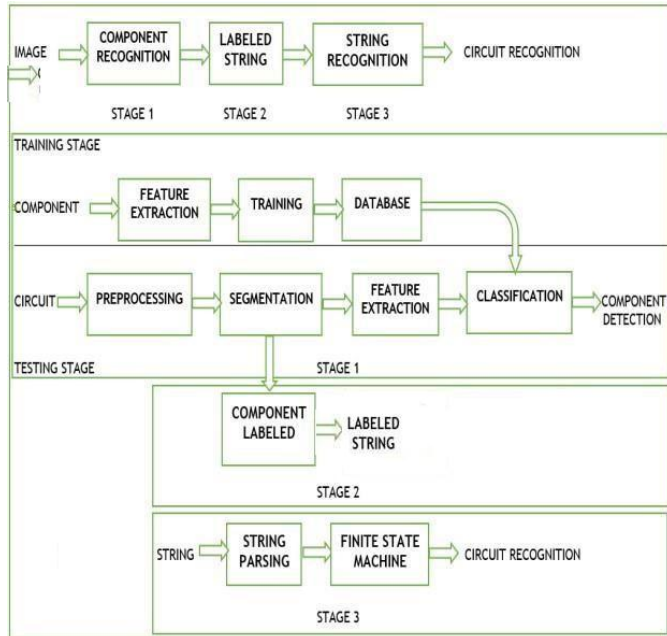 IMAGE
COMPONENT
RECOGNITION
LABELED
STRING
STRING
RECOGNITION
CIRCUIT RECOGNITION
STAGE 1
STAGE 2
STAGE 3
TRAINING STAGE
COMPONENT
FEATURE
EXTRACTION
TRAINING
DATABASE
CIRCUIT
PREPROCESSING
SEGMENTATION
FEATURE
EXTRACTION
CLASSIFICATION
COMPONENT
DETECTION
TESTING STAGE
STAGE 1
COMPONENT
LABELED
LABELED
STRING
STAGE 2
STRING
STRING
PARSING
FINITE STATE
MACHINE
CIRCUIT RECOGNITION
STAGE 3